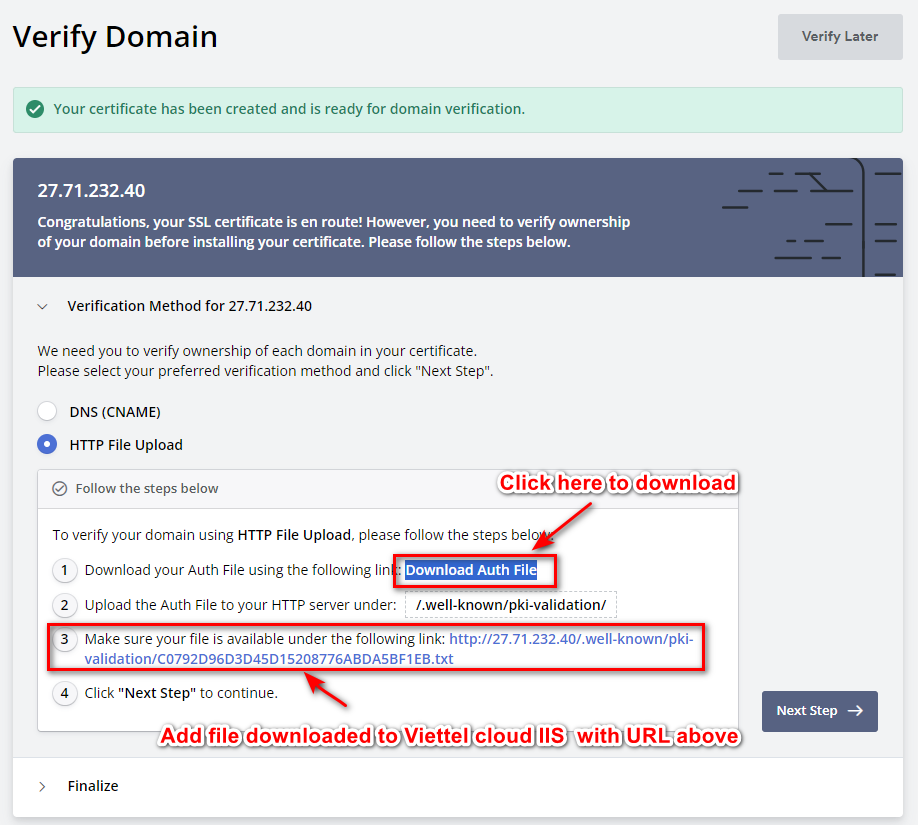 Verify Domain
Verify Later
Your certificate has been created and is ready for domain verification.
27.71.232.40
Congratulations, your SSL certificate is en route! However, you need to verify ownership
of your domain before installing your certificate. Please follow the steps below.
Verification Method for 27.71.232.40
We need you to verify ownership of each domain in your certificate.
Please select your preferred verification method and click "Next Step".
DNS (CNAME)
HTTP File Upload
Click here to download
Follow the steps below
To verify your domain using HTTP File Upload, please follow the steps below.
1 Download your Auth File using the following link: Download Auth File
2 Upload the Auth File to your HTTP server under: /.well-known/pki-validation/
3 Make sure your file is available under the following link: http://27.71.232.40/.well-known/pki-
validation/C0792D96D3D45D15208776ABDA5BF1EB.txt
4 Click "Next Step" to continue.
Next Step
Add file downloaded to Viettel cloud IIS with URL above
Finalize